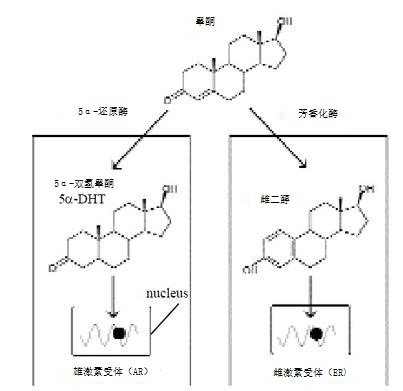 睾酮
OH
O
5α-还原酶
芳香化酶
5α-双氢睾酮
5α-DHT
OH
O
雌二醇
OH
OH
nucleus
雄激素受体（AR）
雌激素受体（ER）